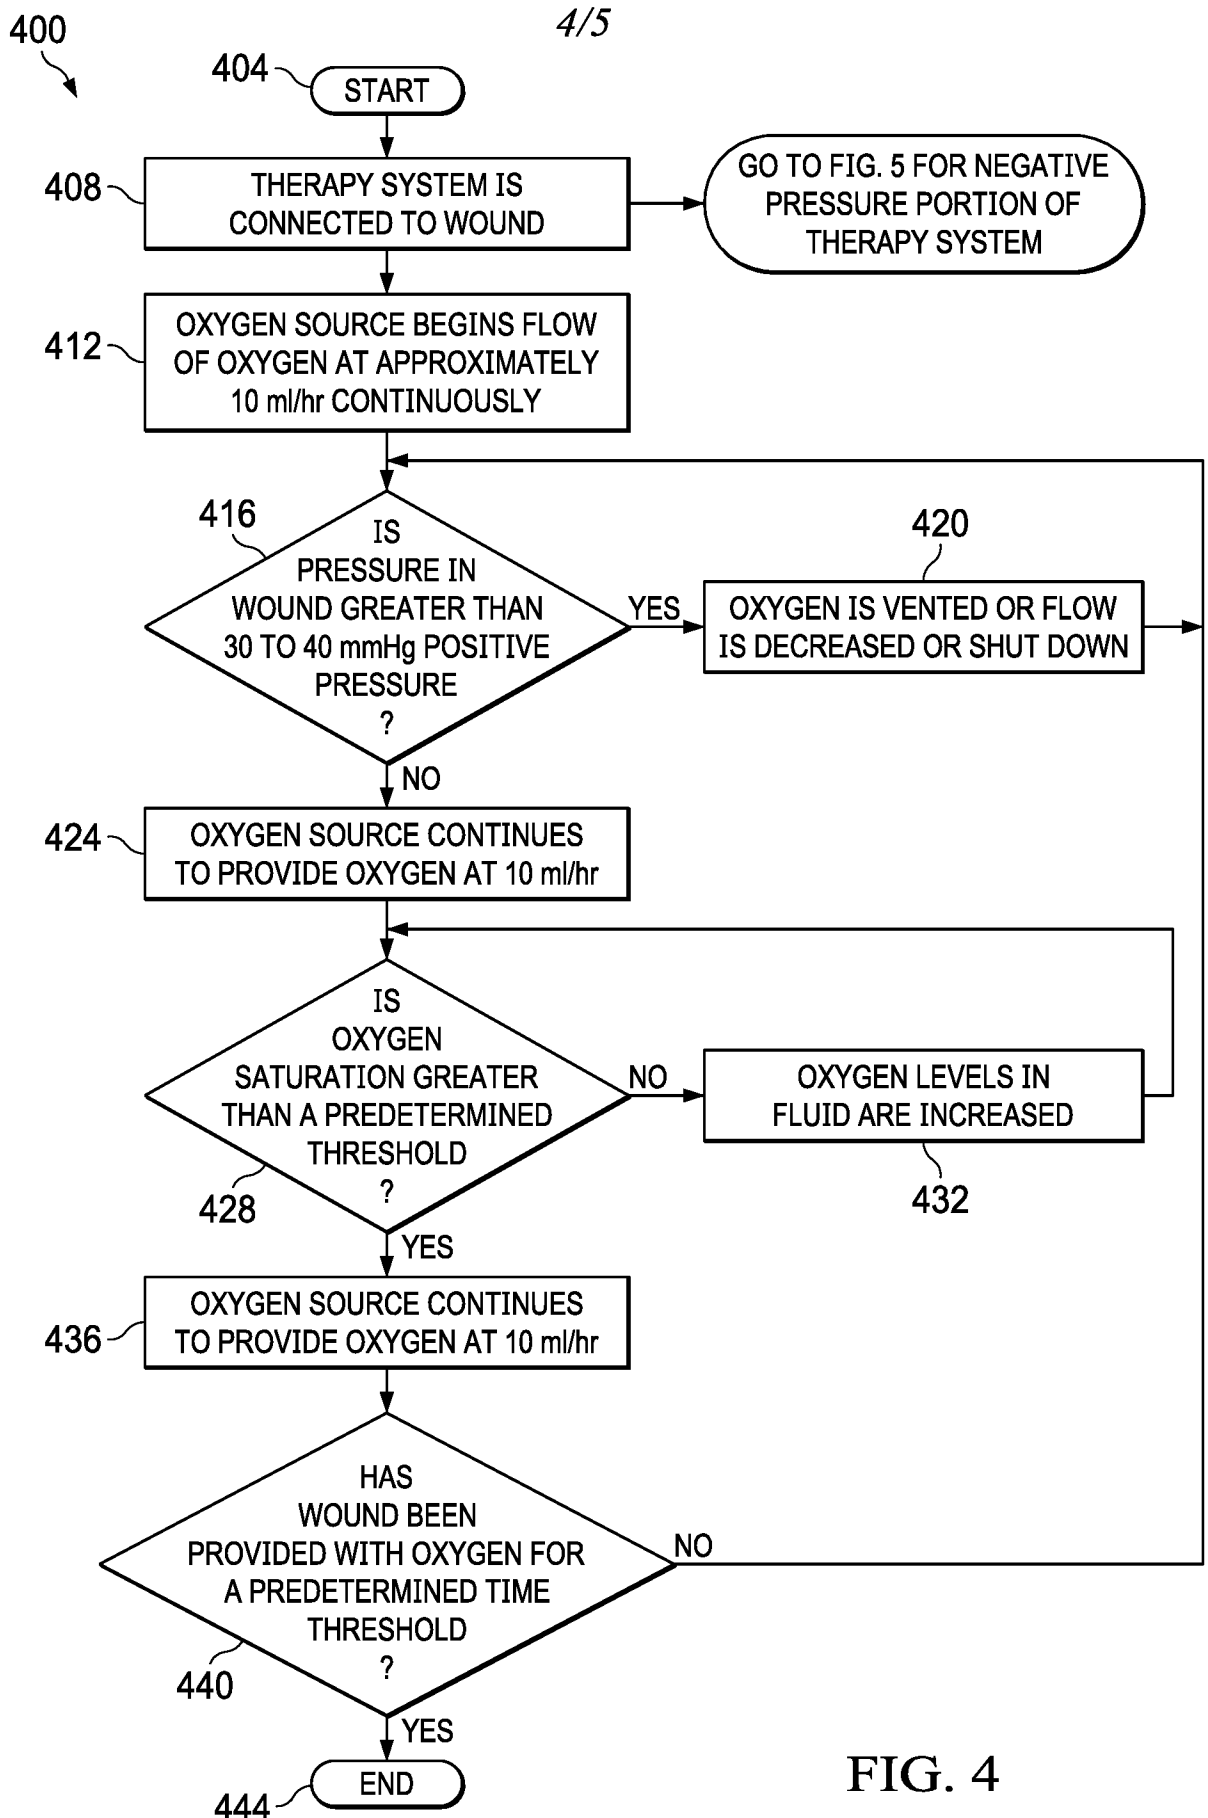 4/5
400
404
START
408
THERAPY SYSTEM IS
CONNECTED TO WOUND
GO TO FIG. 5 FOR NEGATIVE
PRESSURE PORTION OF
THERAPY SYSTEM
412
OXYGEN SOURCE BEGINS FLOW
OF OXYGEN AT APPROXIMATELY
10 ml/hr CONTINUOUSLY
416
IS
PRESSURE IN
WOUND GREATER THAN
30 TO 40 mmHg POSITIVE
PRESSURE
?
YES
420
OXYGEN IS VENTED OR FLOW
IS DECREASED OR SHUT DOWN
NO
424
OXYGEN SOURCE CONTINUES
TO PROVIDE OXYGEN AT 10 ml/hr
IS
OXYGEN
SATURATION GREATER
THAN A PREDETERMINED
THRESHOLD
?
428
NO
OXYGEN LEVELS IN
FLUID ARE INCREASED
432
YES
436
OXYGEN SOURCE CONTINUES
TO PROVIDE OXYGEN AT 10 ml/hr
HAS
WOUND BEEN
PROVIDED WITH OXYGEN FOR
A PREDETERMINED TIME
THRESHOLD
?
440
NO
YES
END
444
FIG. 4